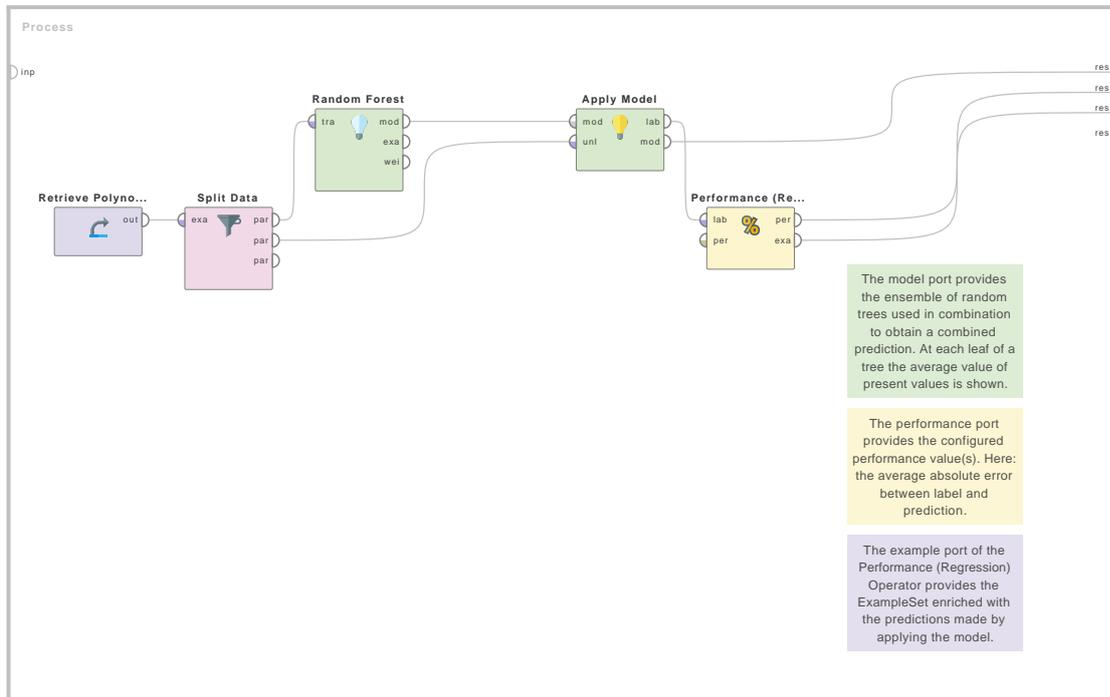 Process
inp
res
res
res
res
Random Forest
tra mod
exa
wei
Apply Model
mod lab
unl mod
Retrieve Polyno...
out
Split Data
exa par
par
par
Performance (Re...
% 
lab per
per exa
The model port provides
the ensemble of random
trees used in combination
to obtain a combined
prediction. At each leaf of a
tree the average value of
present values is shown.
The performance port
provides the configured
performance value(s). Here:
the average absolute error
between label and
prediction.
The example port of the
Performance (Regression)
Operator provides the
ExampleSet enriched with
the predictions made by
applying the model.